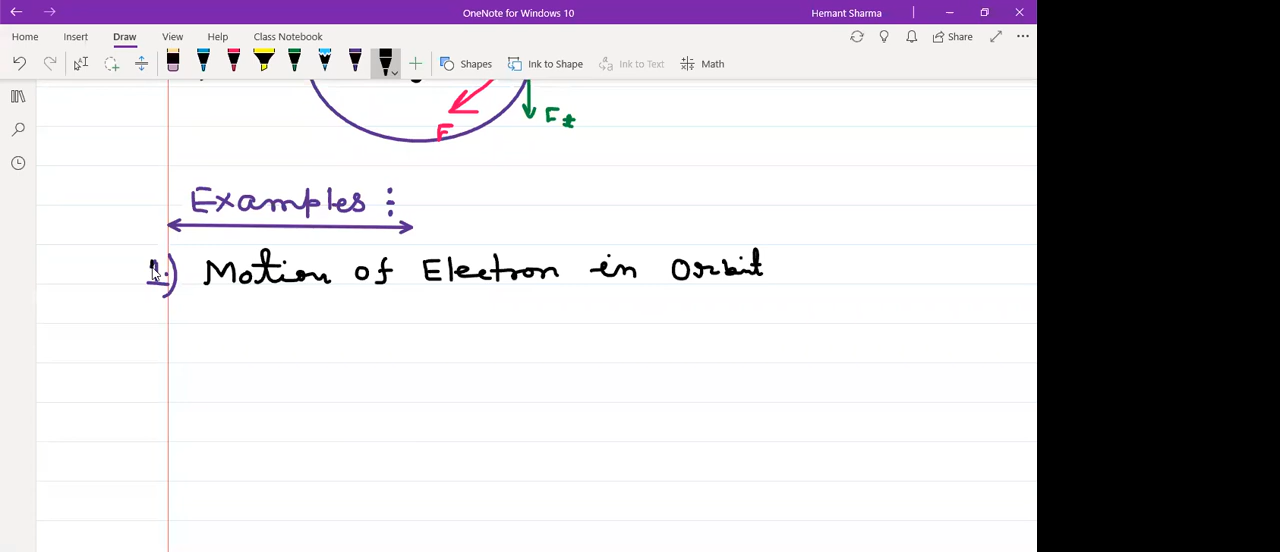 OneNote for Windows 10
Hemant Sharma
Home Insert Draw View Help Class Notebook
Share
Shapes Ink to Shape Ink to Text Math
F
Ft
Examples :
1.) Motion of Electron in Orbit